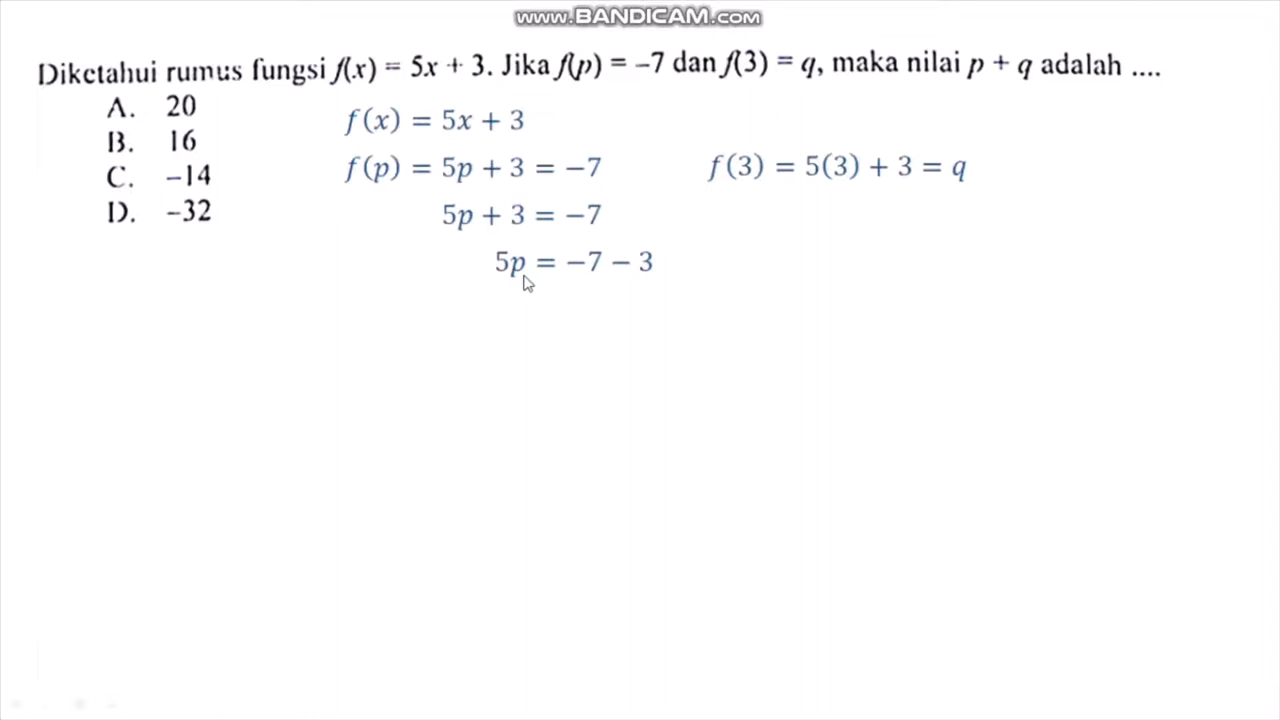 www.BANDICAM.com
Diketahui rumus fungsi f(x) = 5x + 3. Jika f(p) = –7 dan f(3) = q, maka nilai p + q adalah ....
A. 20
B. 16
C. –14
D. –32
f(x) = 5x + 3
f(p) = 5p + 3 = −7
5p + 3 = −7
5p = −7 − 3
f(3) = 5(3) + 3 = q